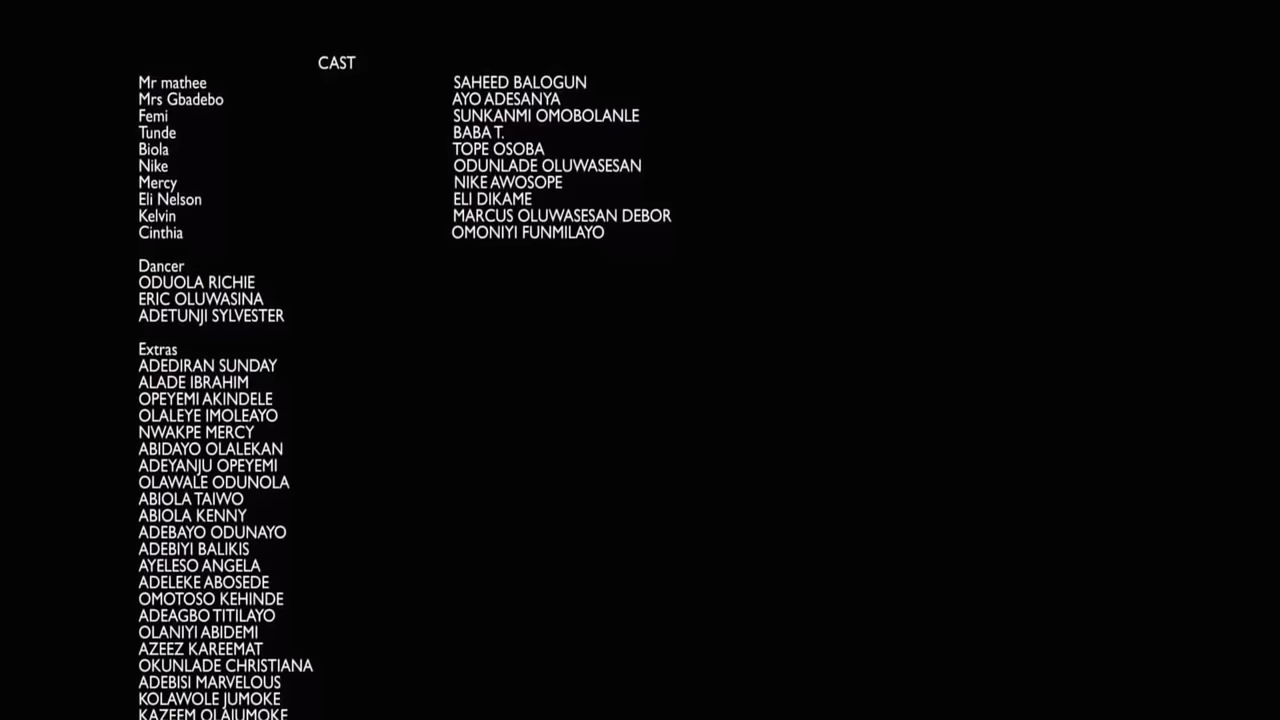 CAST
Mr mathee SAHEED BALOGUN
Mrs Gbadebo AYO ADESANYA
Femi SUNKANMI OMOBOLANLE
Tunde BABA T.
Biola TOPE OSOBA
Nike ODUNLADE OLUWASESAN
Mercy NIKE AWOSOPE
Eli Nelson ELI DIKAME
Kelvin MARCUS OLUWASESAN DEBOR
Cinthia OMONIYI FUNMILAYO
Dancer
ODUOLA RICHIE
ERIC OLUWASINA
ADETUNJI SYLVESTER
Extras
ADEDIRAN SUNDAY
ALADE IBRAHIM
OPEYEMI AKINDELE
OLALEYE IMOLEAYO
NWAKPE MERCY
ABIDAYO OLALEKAN
ADEYANJU OPEYEMI
OLAWALE ODUNOLA
ABIOLA TAIWO
ABIOLA KENNY
ADEBAYO ODUNAYO
ADEBIYI BALIKIS
AYELESO ANGELA
ADELEKE ABOSEDE
OMOTOSO KEHINDE
ADEAGBO TITILAYO
OLANIYI ABIDEMI
AZEEZ KAREEMAT
OKUNLADE CHRISTIANA
ADEBISI MARVELOUS
KOLAWOLE JUMOKE
KAZEEM OLAJUMOKE